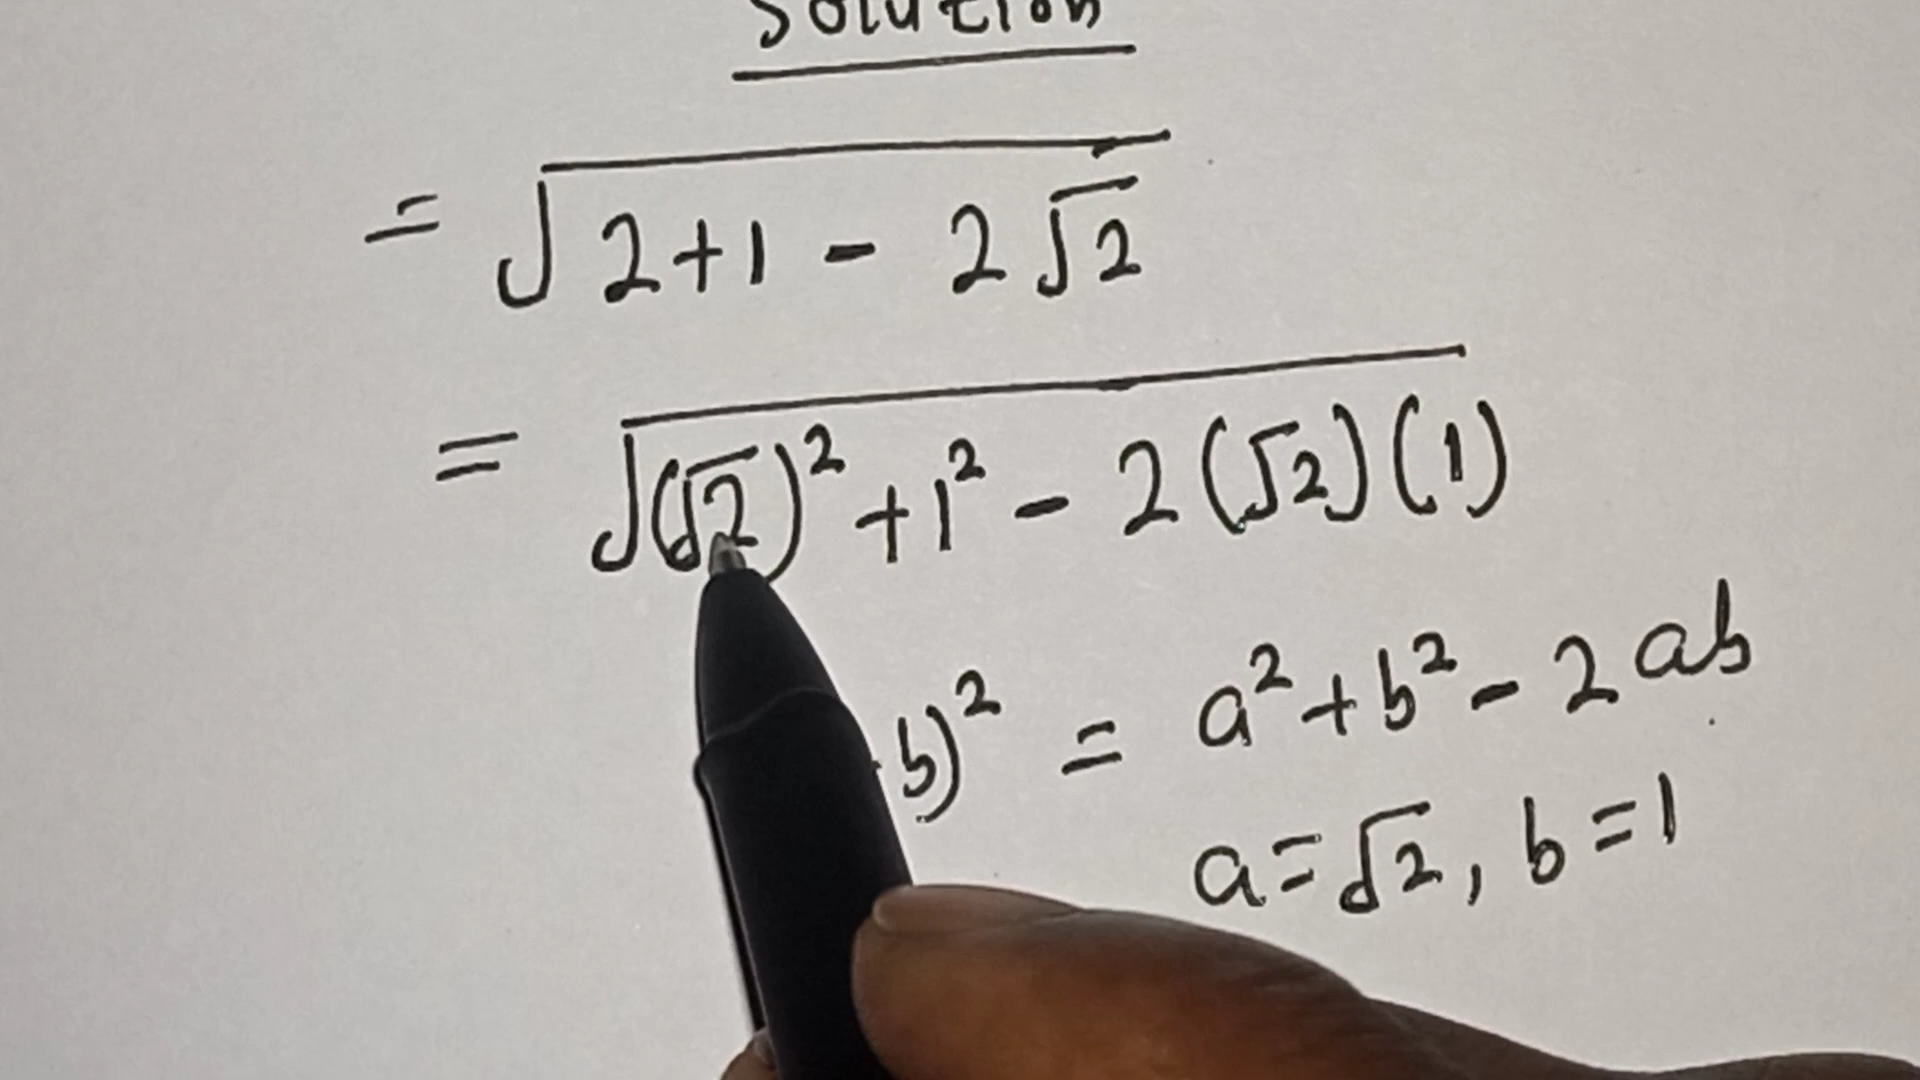 Solution
= √(2+1 - 2√2)
= √((√2)² + 1² - 2(√2)(1))
b)² = a² + b² - 2ab
a = √2, b = 1